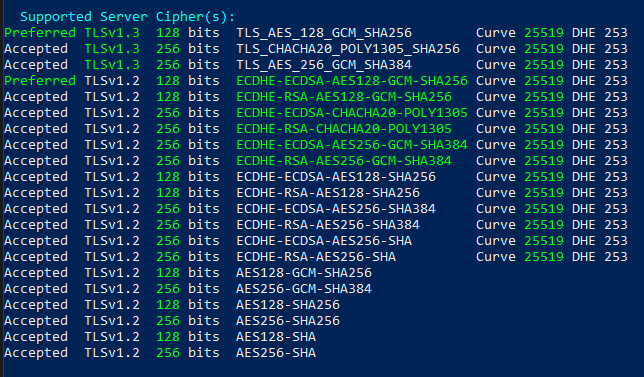 Supported Server Cipher(s):
Preferred TLSv1.3 128 bits TLS_AES_128_GCM_SHA256 Curve 25519 DHE 253
Accepted TLSv1.3 256 bits TLS_CHACHA20_POLY1305_SHA256 Curve 25519 DHE 253
Accepted TLSv1.3 256 bits TLS_AES_256_GCM_SHA384 Curve 25519 DHE 253
Preferred TLSv1.2 128 bits ECDHE-ECDSA-AES128-GCM-SHA256 Curve 25519 DHE 253
Accepted TLSv1.2 128 bits ECDHE-RSA-AES128-GCM-SHA256 Curve 25519 DHE 253
Accepted TLSv1.2 256 bits ECDHE-ECDSA-CHACHA20-POLY1305 Curve 25519 DHE 253
Accepted TLSv1.2 256 bits ECDHE-RSA-CHACHA20-POLY1305 Curve 25519 DHE 253
Accepted TLSv1.2 256 bits ECDHE-ECDSA-AES256-GCM-SHA384 Curve 25519 DHE 253
Accepted TLSv1.2 256 bits ECDHE-RSA-AES256-GCM-SHA384 Curve 25519 DHE 253
Accepted TLSv1.2 128 bits ECDHE-ECDSA-AES128-SHA256 Curve 25519 DHE 253
Accepted TLSv1.2 128 bits ECDHE-RSA-AES128-SHA256 Curve 25519 DHE 253
Accepted TLSv1.2 256 bits ECDHE-ECDSA-AES256-SHA384 Curve 25519 DHE 253
Accepted TLSv1.2 256 bits ECDHE-RSA-AES256-SHA384 Curve 25519 DHE 253
Accepted TLSv1.2 256 bits ECDHE-ECDSA-AES256-SHA Curve 25519 DHE 253
Accepted TLSv1.2 256 bits ECDHE-RSA-AES256-SHA Curve 25519 DHE 253
Accepted TLSv1.2 128 bits AES128-GCM-SHA256
Accepted TLSv1.2 256 bits AES256-GCM-SHA384
Accepted TLSv1.2 128 bits AES128-SHA256
Accepted TLSv1.2 256 bits AES256-SHA256
Accepted TLSv1.2 128 bits AES128-SHA
Accepted TLSv1.2 256 bits AES256-SHA